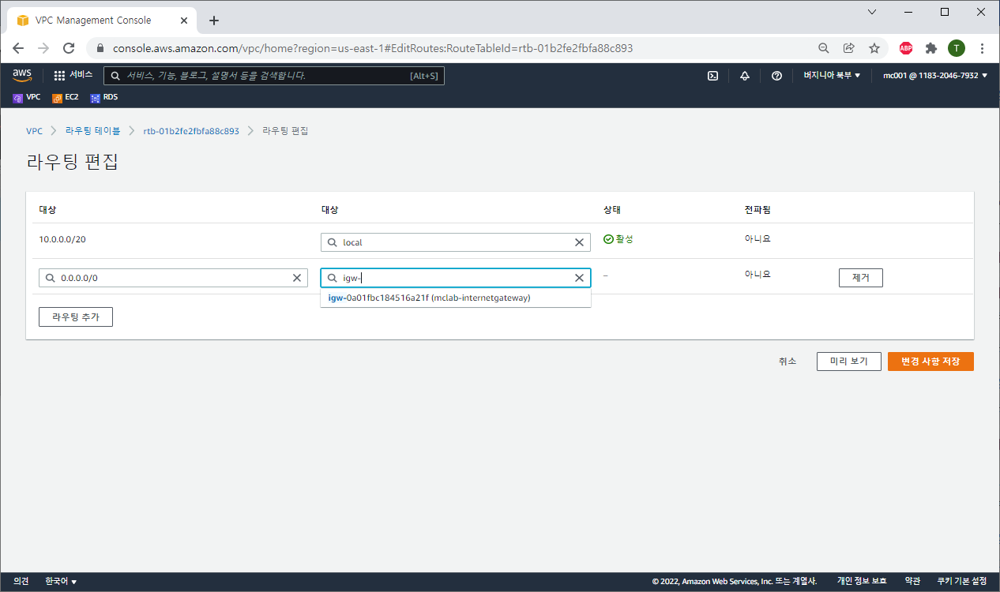 VPC Management Console
console.aws.amazon.com/vpc/home?region=us-east-1#EditRoutes:RouteTableId=rtb-01b2fe2fbfa88c893
ABP
T
aws
서비스
서비스, 기능, 블로그, 설명서 등을 검색합니다.
[Alt+S]
버지니아 북부
mc001 @ 1183-2046-7932
VPC
EC2
RDS
VPC
라우팅 테이블
rtb-01b2fe2fbfa88c893
라우팅 편집
라우팅 편집
대상
대상
상태
전파됨
10.0.0.0/20
local
활성
아니요
0.0.0.0/0
igw-
–
아니요
제거
igw-0a01fbc184516a21f (mclab-internetgateway)
라우팅 추가
취소
미리 보기
변경 사항 저장
의견
한국어
© 2022, Amazon Web Services, Inc. 또는 계열사.
개인 정보 보호
약관
쿠키 기본 설정